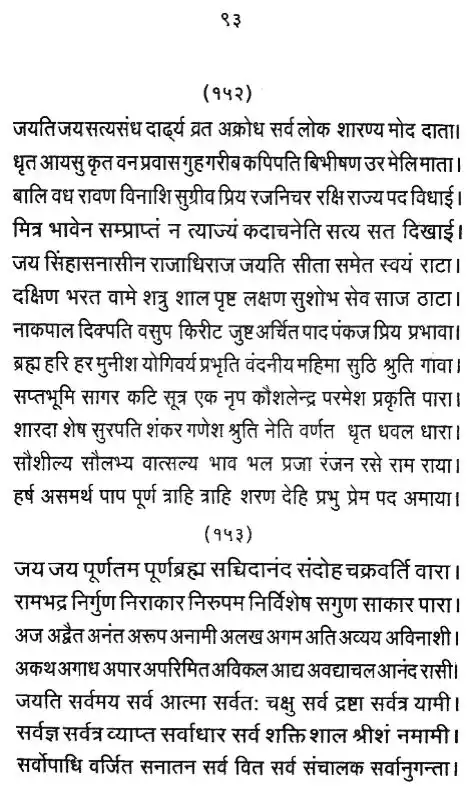 ९३
(१५२)
जयति जय सत्यसंध दार्ढ्य व्रत अक्रोध सर्व लोक शारण्य मोद दाता।
धृत आयसु कृत वन प्रवास गुह गरीब कपिपति बिभीषण उर मेलि माता।
बालि वध रावण विनाशि सुग्रीव प्रिय रजनिचर रक्षि राज्य पद विधाई।
मित्र भावेन सम्प्राप्तं न त्याज्यं कदाचनेति सत्य सत दिखाई।
जय सिंहासनासीन राजाधिराज जयति सीता समेत स्वयं राटा।
दक्षिण भरत वामे शत्रु शाल पृष्ट लक्षण सुशोभ सेव साज ठाटा।
नाकपाल दिक्पति वसुप किरीट जुष्ट अर्चित पाद पंकज प्रिय प्रभावा।
ब्रह्म हरि हर मुनीश योगिवर्य प्रभृति वंदनीय महिमा सुठि श्रुति गावा।
सप्तभूमि सागर कटि सूत्र एक नृप कौशलेन्द्र परमेश प्रकृति पारा।
शारदा शेष सुरपति शंकर गणेश श्रुति नेति वर्णत धृत धवल धारा।
सौशील्य सौलभ्य वात्सल्य भाव भल प्रजा रंजन रसे राम राया।
हर्ष असमर्थ पाप पूर्ण त्राहि त्राहि शरण देहि प्रभु प्रेम पद अमाया।
(१५३)
जय जय पूर्णतम पूर्णब्रह्म सच्चिदानंद संदोह चक्रवर्ति वारा।
रामभद्र निर्गुण निराकार निरुपम निर्विशेष सगुण साकार पारा।
अज अद्वैत अनंत अरूप अनामी अलख अगम अति अव्यय अविनाशी।
अकथ अगाध अपार अपरिमित अविकल आद्य अवद्याचल आनंद रासी।
जयति सर्वमय सर्व आत्मा सर्वतः चक्षु सर्व द्रष्टा सर्वत्र यामी।
सर्वज्ञ सर्वत्र व्याप्त सर्वाधार सर्व शक्ति शाल श्रीशं नमामी।
सर्वोपाधि वर्जित सनातन सर्व वित सर्व संचालक सर्वानुगन्ता।